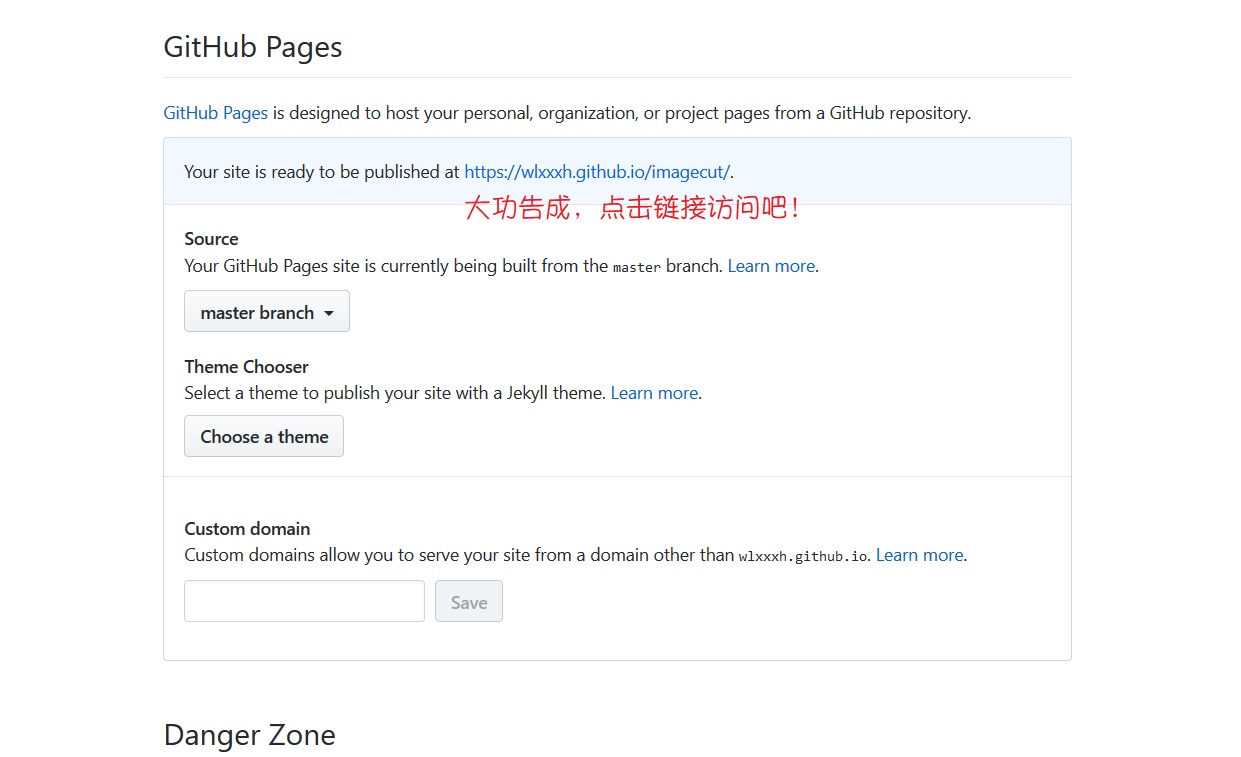 GitHub Pages
GitHub Pages is designed to host your personal, organization, or project pages from a GitHub repository.
Your site is ready to be published at https://wlxxxh.github.io/imagecut/.
大功告成，点击链接访问吧！
Source
Your GitHub Pages site is currently being built from the master branch. Learn more.
master branch
Theme Chooser
Select a theme to publish your site with a Jekyll theme. Learn more.
Choose a theme
Custom domain
Custom domains allow you to serve your site from a domain other than wlxxxh.github.io. Learn more.
Save
Danger Zone